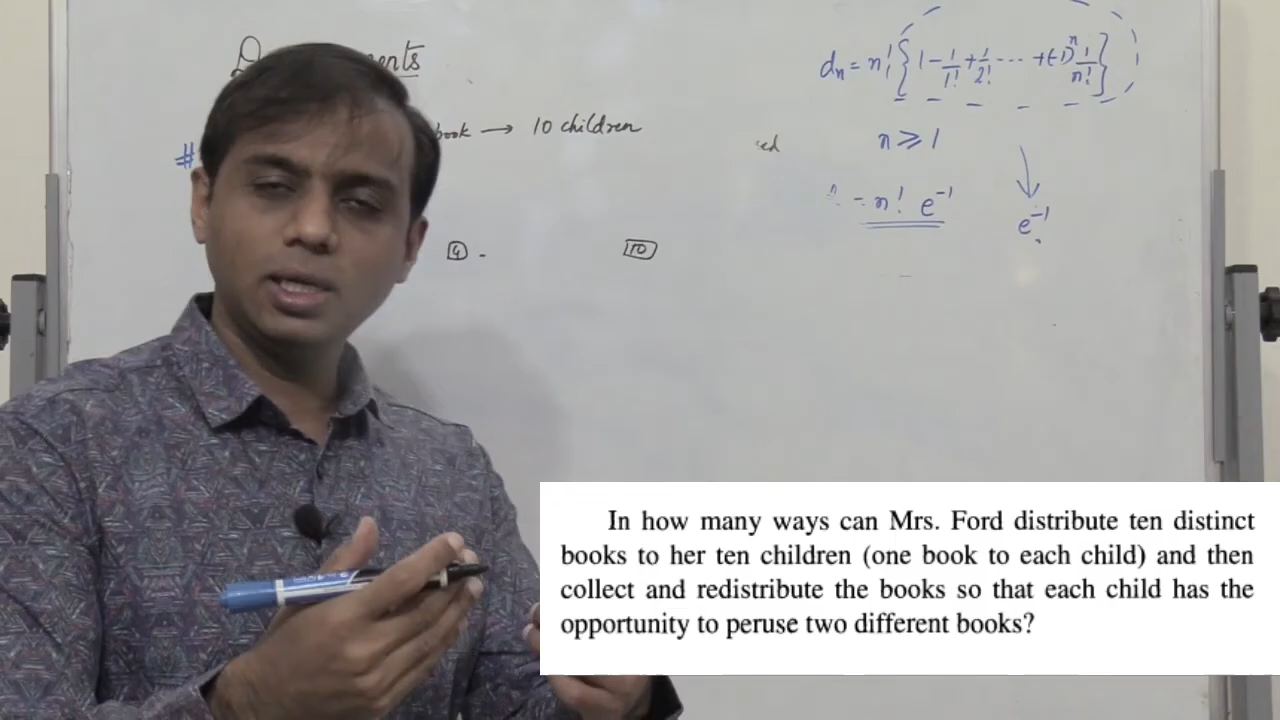 dₙ = n! { 1 - 1/1! + 1/2! ... + (-1)ⁿ 1/n! }
book → 10 children
n ≥ 1
= n! e⁻¹
e⁻¹
#
4
10
In how many ways can Mrs. Ford distribute ten distinct
books to her ten children (one book to each child) and then
collect and redistribute the books so that each child has the
opportunity to peruse two different books?